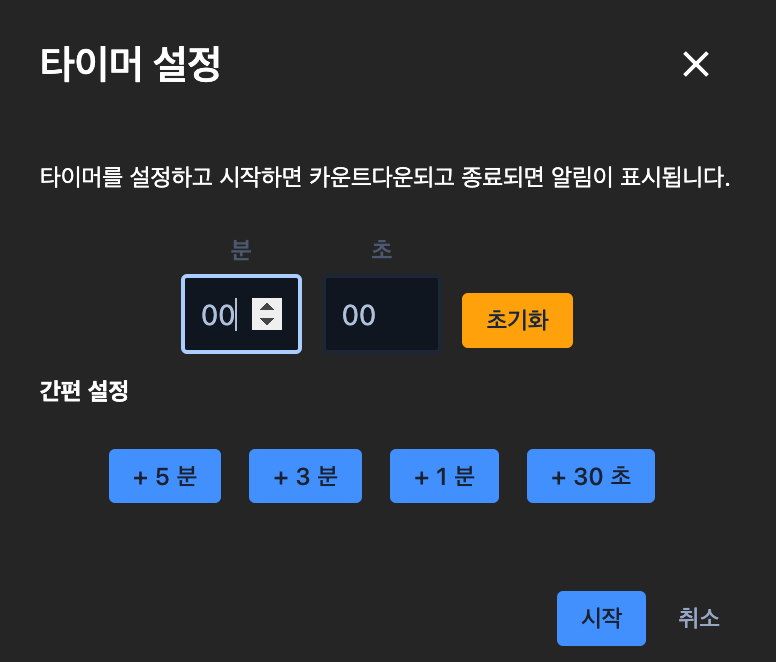 타이머 설정
타이머를 설정하고 시작하면 카운트다운되고 종료되면 알림이 표시됩니다.
분 초
00 00 초기화
간편 설정
+ 5 분 + 3 분 + 1 분 + 30 초
시작 취소